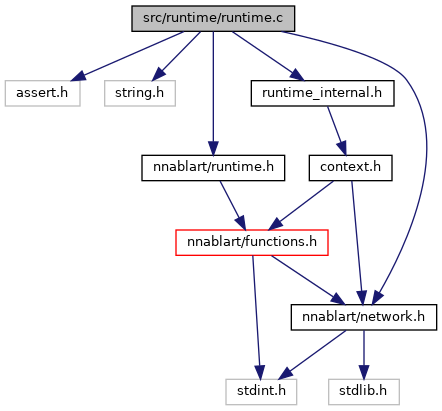 src/runtime/runtime.c
assert.h
string.h
runtime_internal.h
nnablart/runtime.h
context.h
nnablart/functions.h
nnablart/network.h
stdint.h
stdlib.h